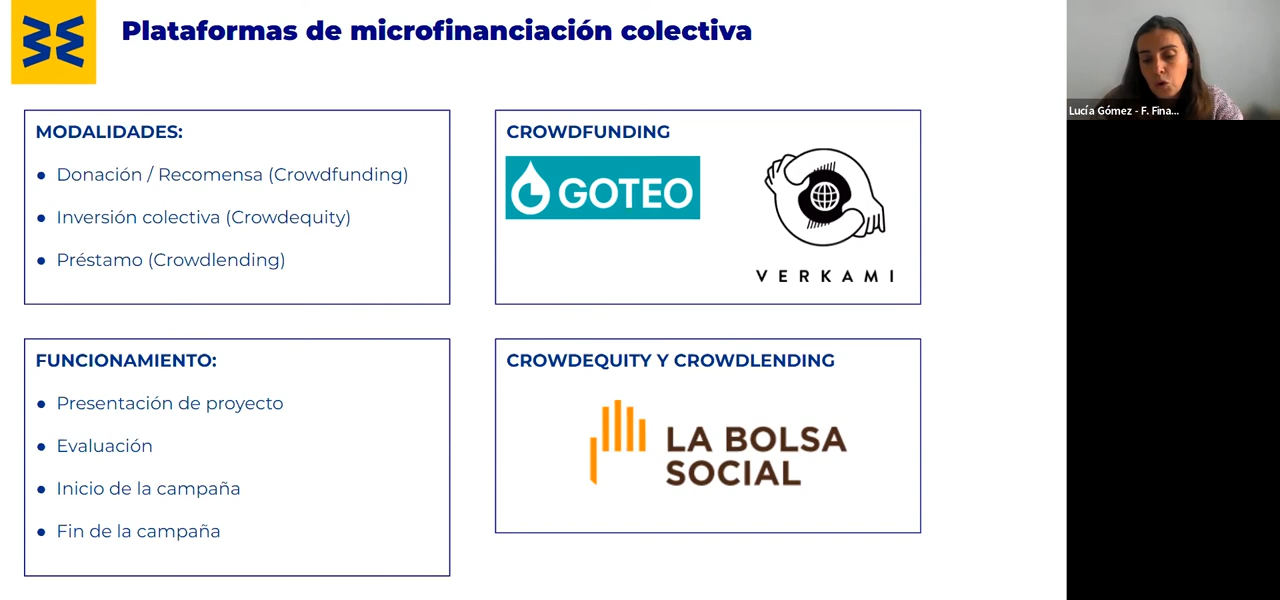 Plataformas de microfinanciación colectiva
MODALIDADES:
● Donación / Recomensa (Crowdfunding)
● Inversión colectiva (Crowdequity)
● Préstamo (Crowdlending)
CROWDFUNDING
GOTEO
VERKAMI
FUNCIONAMIENTO:
● Presentación de proyecto
● Evaluación
● Inicio de la campaña
● Fin de la campaña
CROWDEQUITY Y CROWDLENDING
LA BOLSA
SOCIAL
Lucía Gómez - F. Fina...